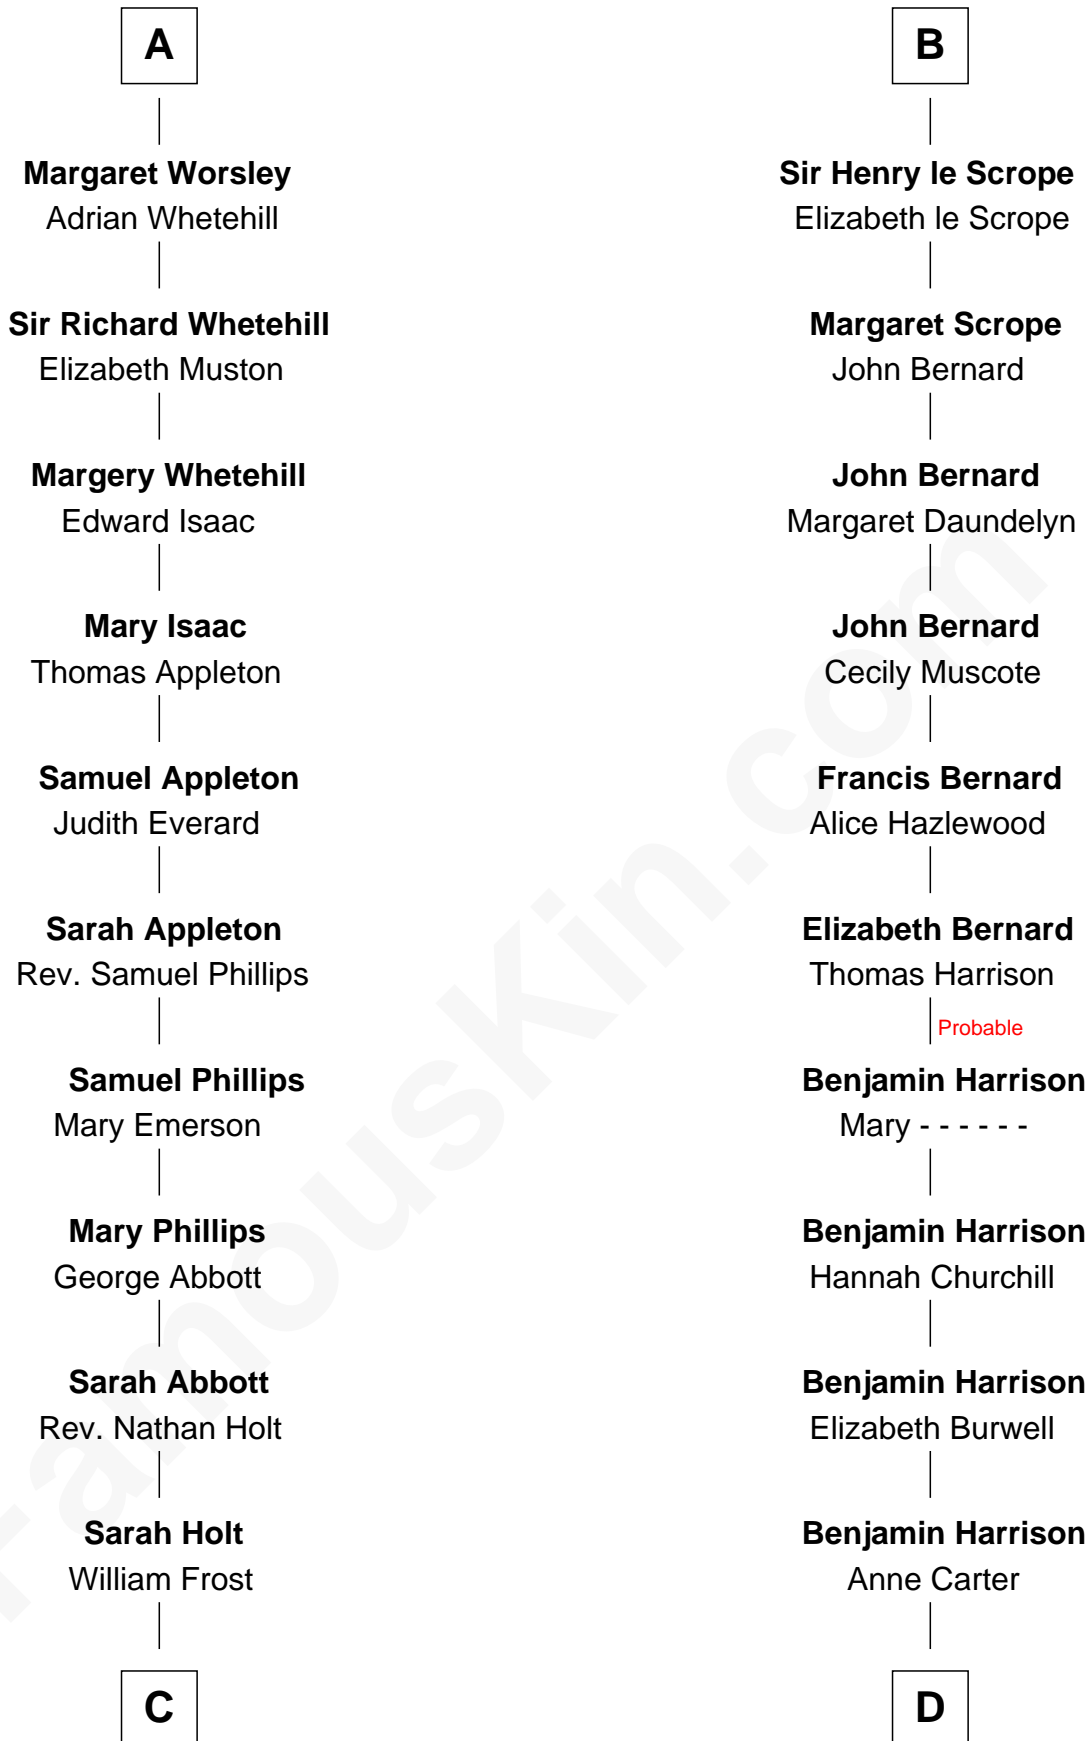 A
Margaret Worsley
Adrian Whetehill
Sir Richard Whetehill
Elizabeth Muston
Margery Whetehill
Edward Isaac
Mary Isaac
Thomas Appleton
Samuel Appleton
Judith Everard
Sarah Appleton
Rev. Samuel Phillips
Samuel Phillips
Mary Emerson
Mary Phillips
George Abbott
Sarah Abbott
Rev. Nathan Holt
Sarah Holt
William Frost
C
B
Sir Henry le Scrope
Elizabeth le Scrope
Margaret Scrope
John Bernard
John Bernard
Margaret Daundelyn
John Bernard
Cecily Muscote
Francis Bernard
Alice Hazlewood
Elizabeth Bernard
Thomas Harrison
Probable
Benjamin Harrison
Mary - - - - - -
Benjamin Harrison
Hannah Churchill
Benjamin Harrison
Elizabeth Burwell
Benjamin Harrison
Anne Carter
D
FamousKin.com